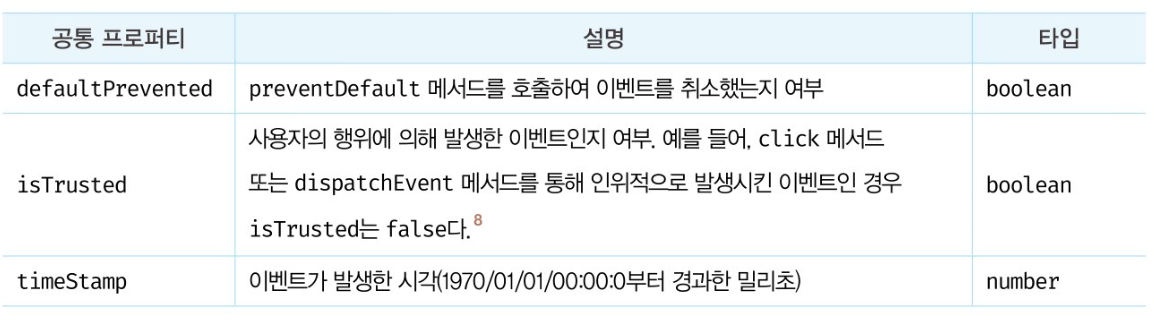 공통 프로퍼티 설명 타입
defaultPrevented preventDefault 메서드를 호출하여 이벤트를 취소했는지 여부 boolean
사용자의 행위에 의해 발생한 이벤트인지 여부. 예를 들어, click 메서드
isTrusted 또는 dispatchEvent 메서드를 통해 인위적으로 발생시킨 이벤트인 경우 boolean
isTrusted는 false다.8
timeStamp 이벤트가 발생한 시각(1970/01/01/00:00:0부터 경과한 밀리초) number